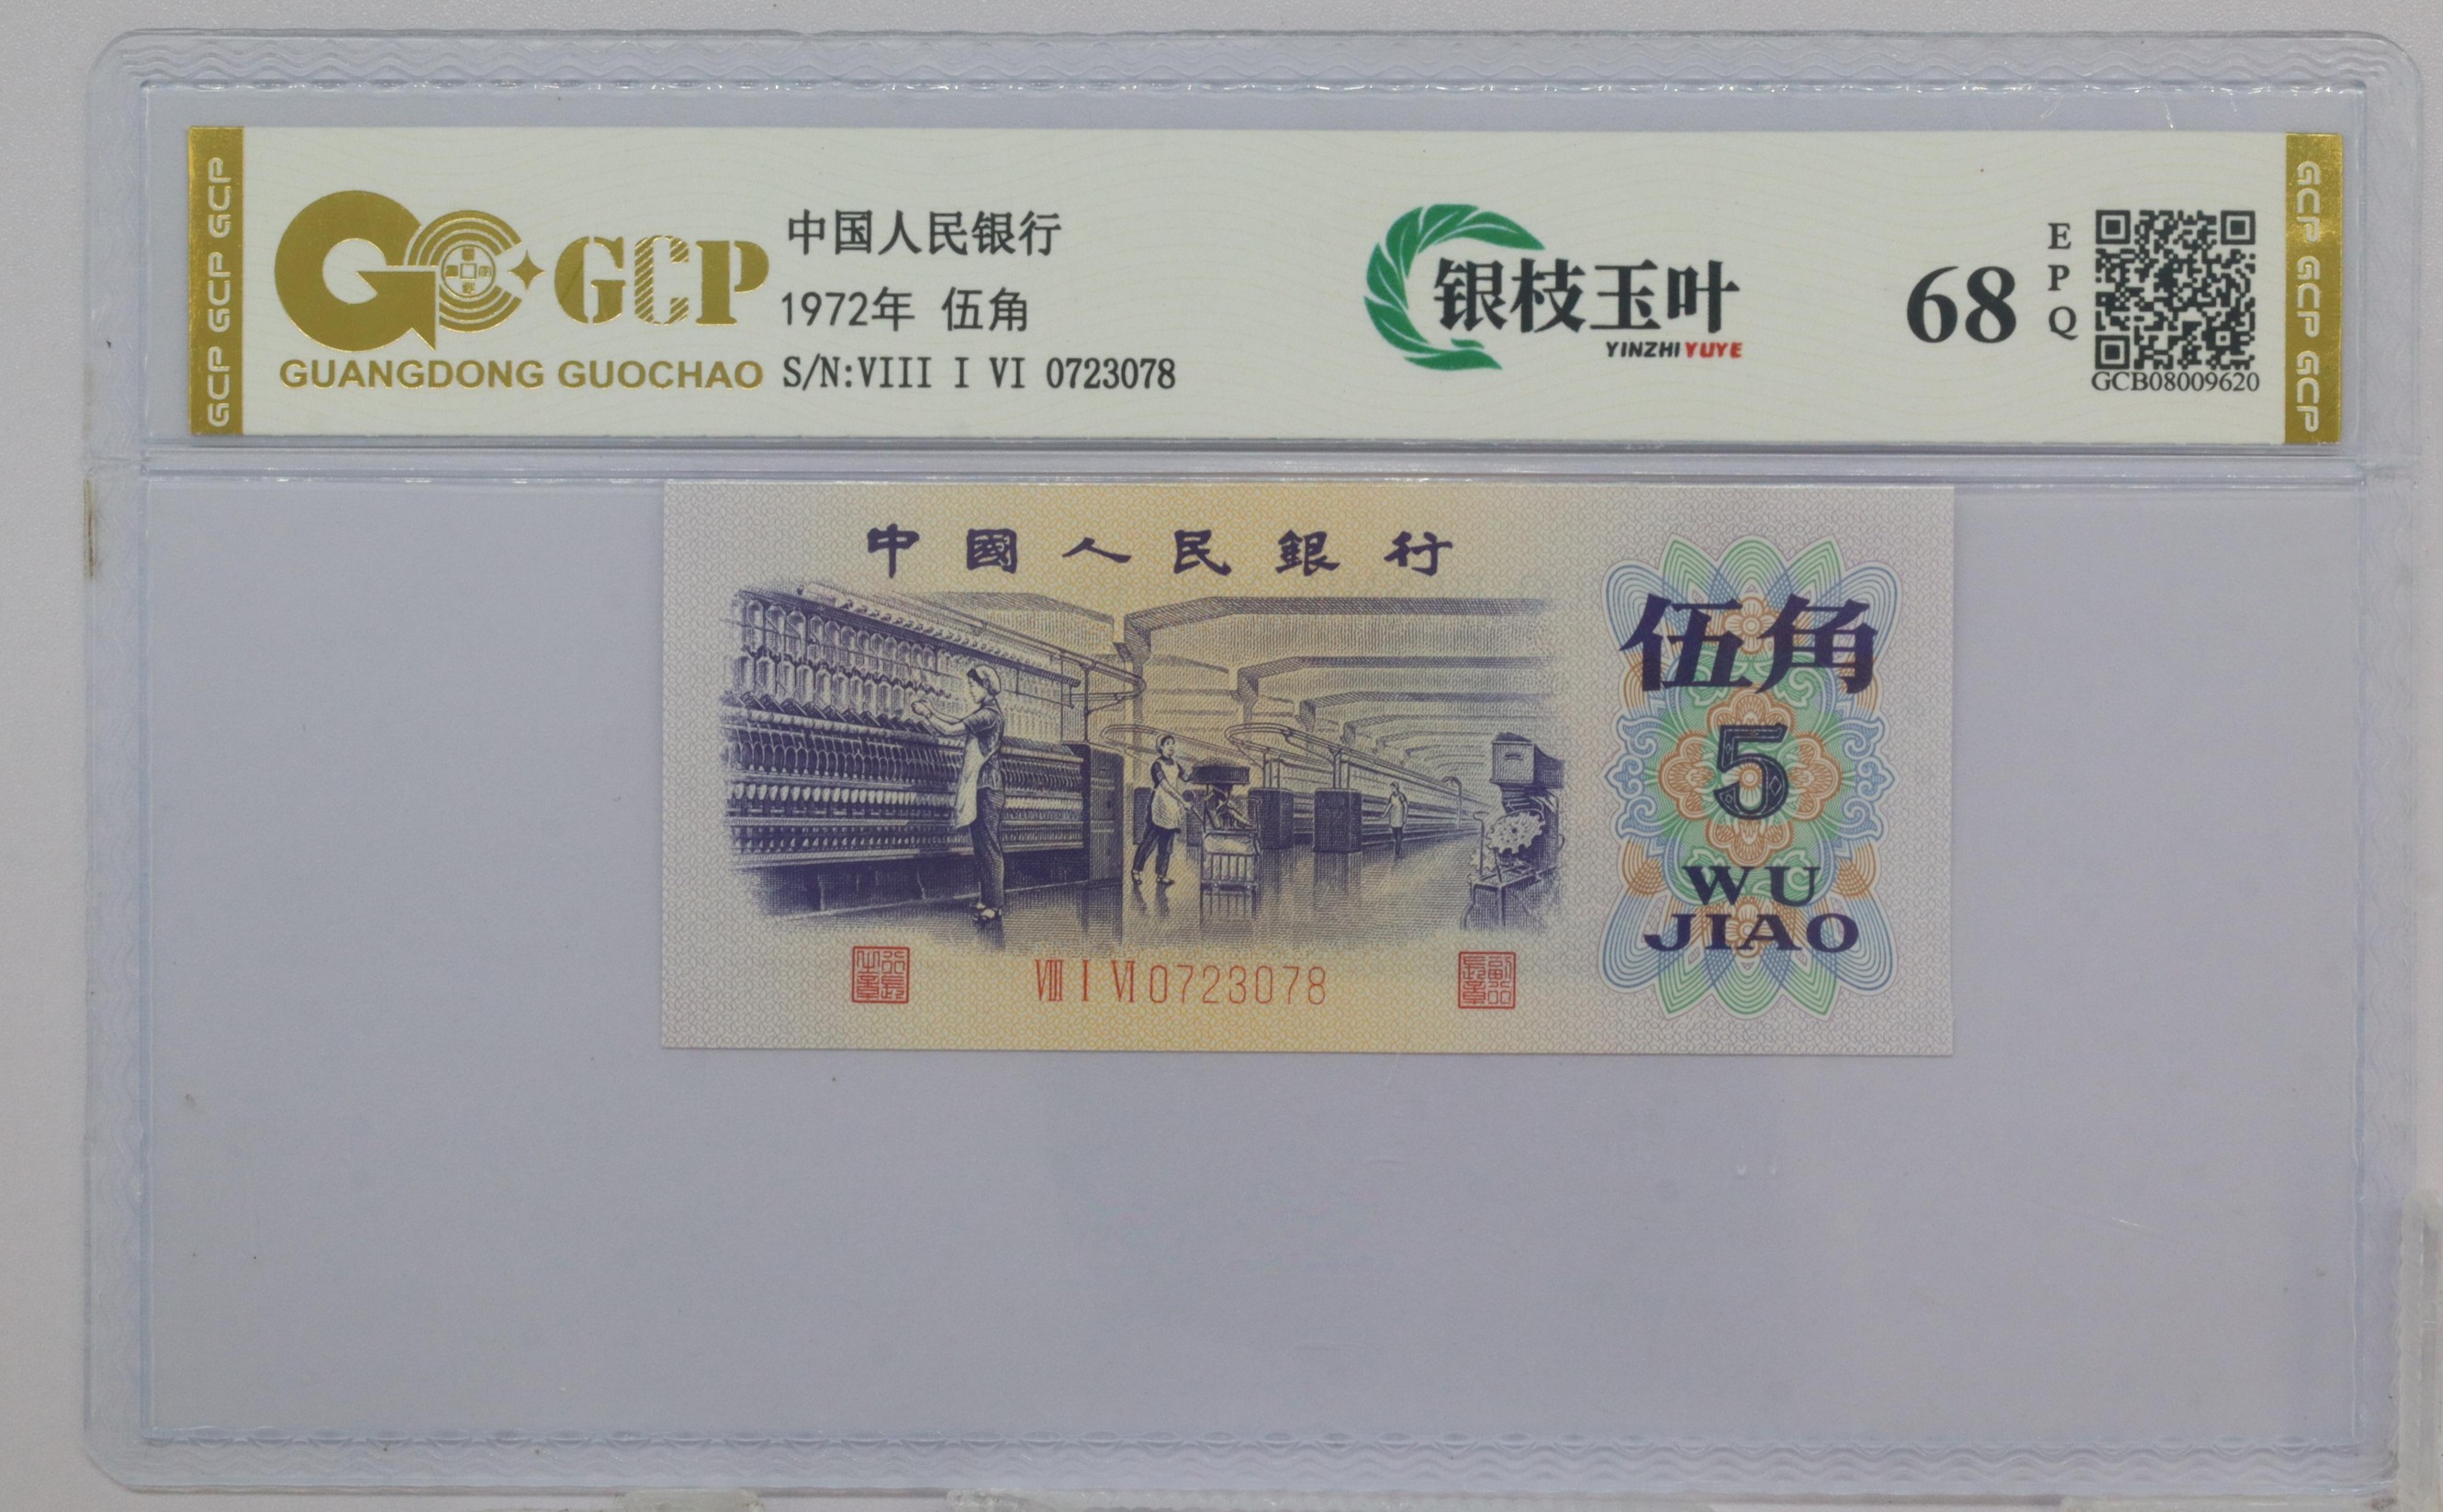 GCP GCP GCP
GCP
GUANGDONG GUOCHAO
中国人民银行
1972年 伍角
S/N:VIII I VI 0723078
银枝玉叶
YINZHIYUYE
68
EPQ
GCB08009620
GCP GCP GCP
中國人民銀行
伍角
5
WU
JIAO
VIII I VI 0723078